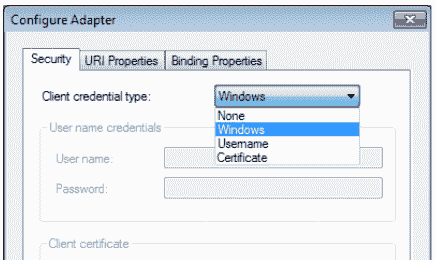 Configure Adapter
Security URI Properties Binding Properties
Client credential type: Windows
None
Windows
Username
Certificate
User name credentials
User name:
Password:
Client certificate